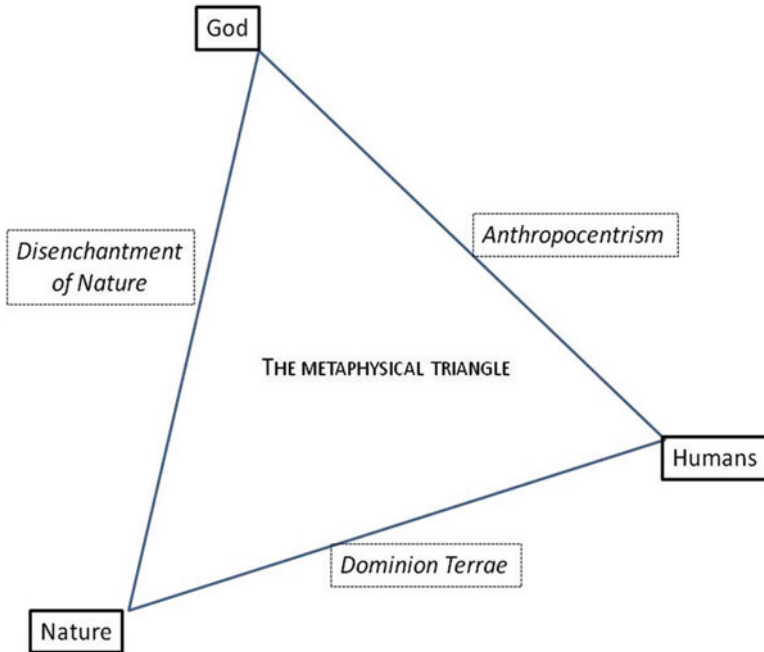 God
Anthropocentrism
Disenchantment
of Nature
THE METAPHYSICAL TRIANGLE
Humans
Dominion Terrae
Nature